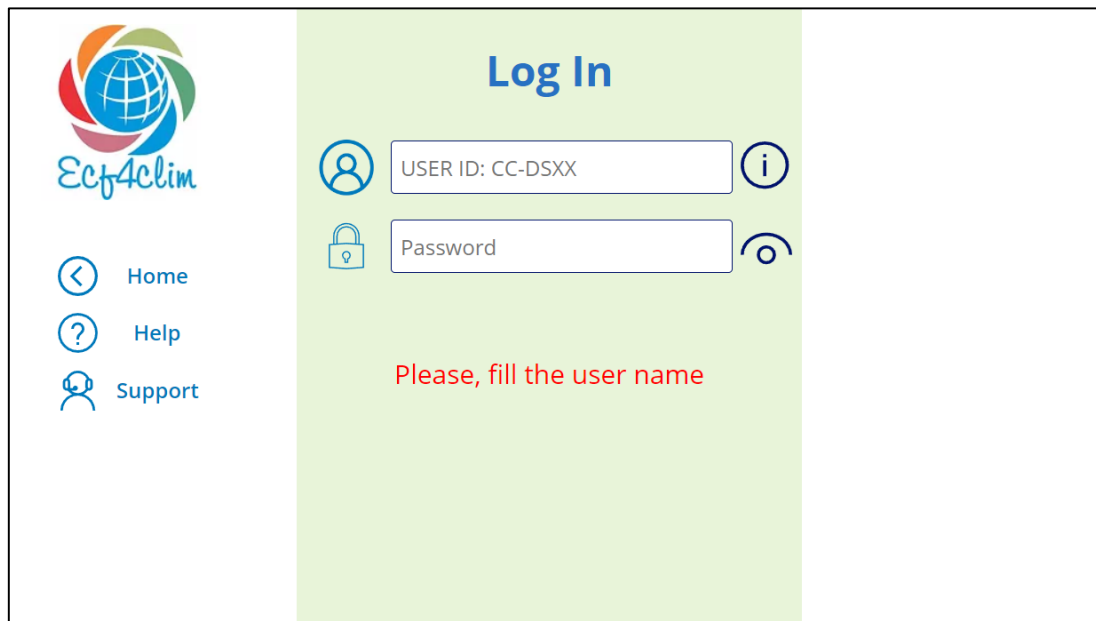 Ecf4clim
Home
Help
Support
Log In
USER ID: CC-DSXX
Password
Please, fill the user name